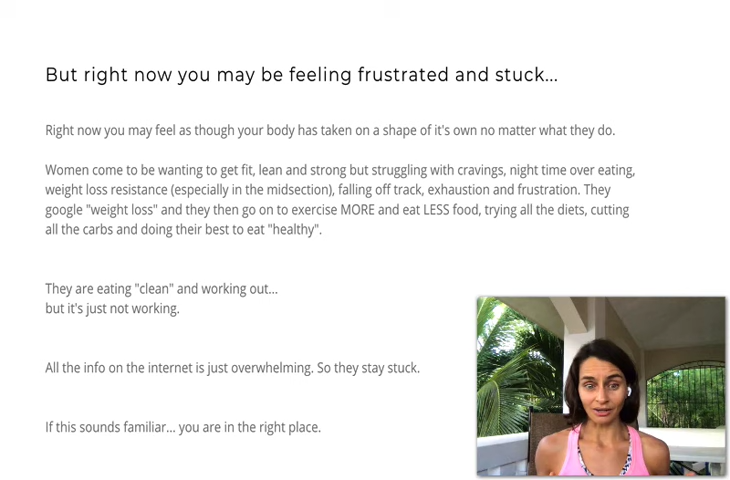 But right now you may be feeling frustrated and stuck...
Right now you may feel as though your body has taken on a shape of it's own no matter what they do.
Women come to be wanting to get fit, lean and strong but struggling with cravings, night time over eating,
weight loss resistance (especially in the midsection), falling off track, exhaustion and frustration. They
google "weight loss" and they then go on to exercise MORE and eat LESS food, trying all the diets, cutting
all the carbs and doing their best to eat "healthy".
They are eating "clean" and working out...
but it's just not working.
All the info on the internet is just overwhelming. So they stay stuck.
If this sounds familiar... you are in the right place.